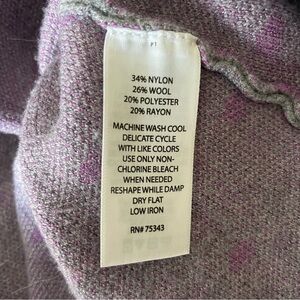 34% NYLON
26% WOOL
20% POLYESTER
20% RAYON
MACHINE WASH COOL
DELICATE CYCLE
WITH LIKE COLORS
USE ONLY NON-
CHLORINE BLEACH
WHEN NEEDED
RESHAPE WHILE DAMP
DRY FLAT
LOW IRON
RN# 75343